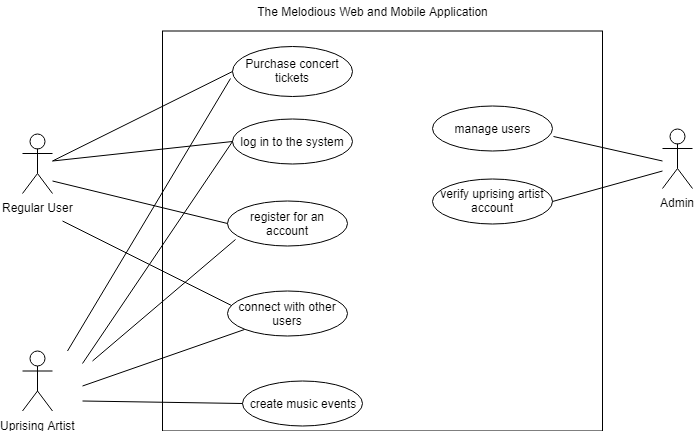 The Melodious Web and Mobile Application
Purchase concert
tickets
log in to the system
register for an
account
connect with other
users
create music events
manage users
verify uprising artist
account
Regular User
Uprising Artist
Admin